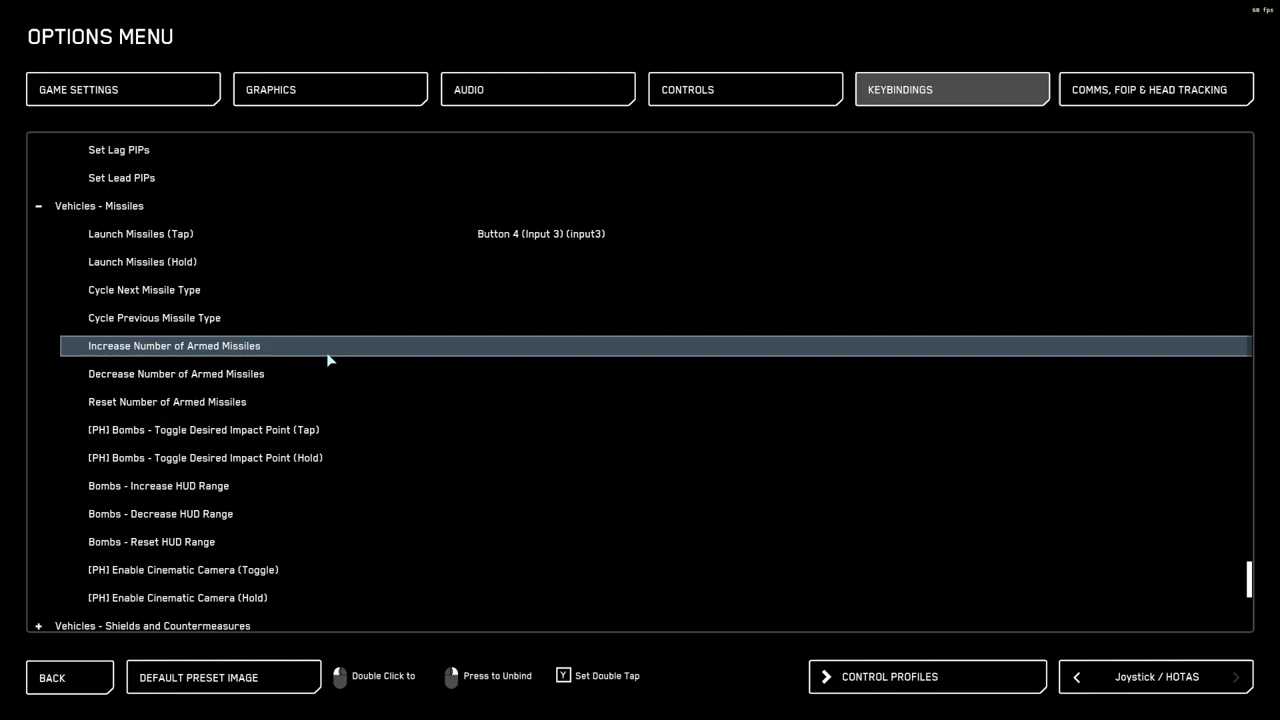 60 fps
OPTIONS MENU
GAME SETTINGS
GRAPHICS
AUDIO
CONTROLS
KEYBINDINGS
COMMS, FOIP & HEAD TRACKING
Set Lag PIPs
Set Lead PIPs
- Vehicles - Missiles
Launch Missiles (Tap) Button 4 (Input 3) (input3)
Launch Missiles (Hold)
Cycle Next Missile Type
Cycle Previous Missile Type
Increase Number of Armed Missiles
Decrease Number of Armed Missiles
Reset Number of Armed Missiles
[PH] Bombs - Toggle Desired Impact Point (Tap)
[PH] Bombs - Toggle Desired Impact Point (Hold)
Bombs - Increase HUD Range
Bombs - Decrease HUD Range
Bombs - Reset HUD Range
[PH] Enable Cinematic Camera (Toggle)
[PH] Enable Cinematic Camera (Hold)
+ Vehicles - Shields and Countermeasures
BACK
DEFAULT PRESET IMAGE
Double Click to
Press to Unbind
Y Set Double Tap
CONTROL PROFILES
Joystick / HOTAS